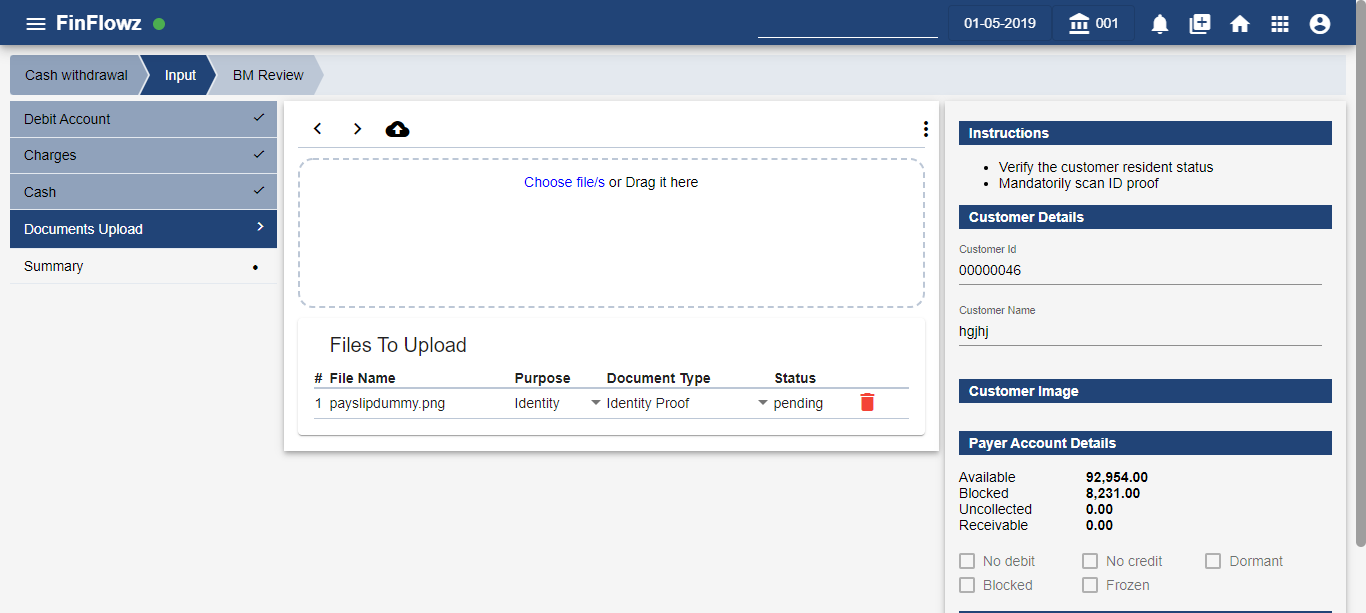 FinFlowz
01-05-2019
001
Cash withdrawal
Input
BM Review
Debit Account
Charges
Cash
Documents Upload
Summary
Choose file/s or Drag it here
Files To Upload
# File Name Purpose Document Type Status
1 payslipdummy.png Identity Identity Proof pending
Instructions
• Verify the customer resident status
• Mandatorily scan ID proof
Customer Details
Customer Id
00000046
Customer Name
hgjhj
Customer Image
Payer Account Details
Available 92,954.00
Blocked 8,231.00
Uncollected 0.00
Receivable 0.00
No debit No credit Dormant
Blocked Frozen